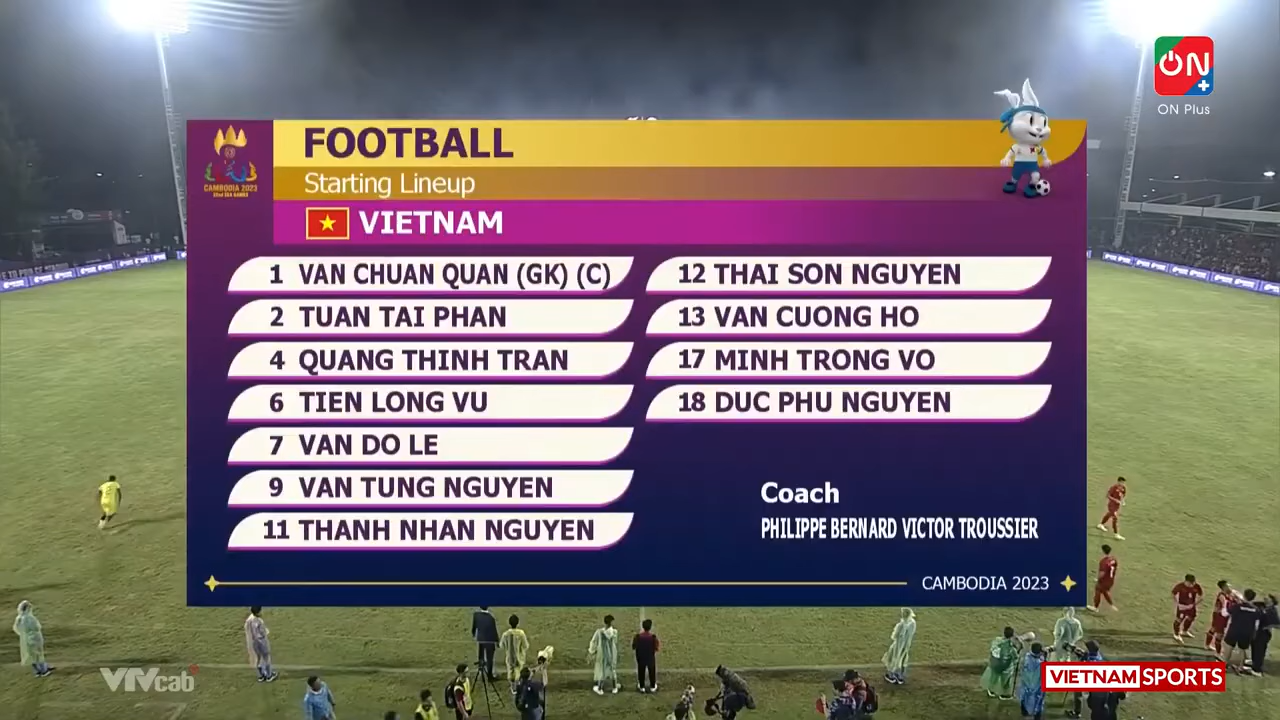 ON
ON Plus
CAMBODIA 2023
FOOTBALL
Starting Lineup
VIETNAM
1 VAN CHUAN QUAN (GK) (C)
2 TUAN TAI PHAN
4 QUANG THINH TRAN
6 TIEN LONG VU
7 VAN DO LE
9 VAN TUNG NGUYEN
11 THANH NHAN NGUYEN
12 THAI SON NGUYEN
13 VAN CUONG HO
17 MINH TRONG VO
18 DUC PHU NGUYEN
Coach
PHILIPPE BERNARD VICTOR TROUSSIER
CAMBODIA 2023
VTVcab
VIETNAM SPORTS